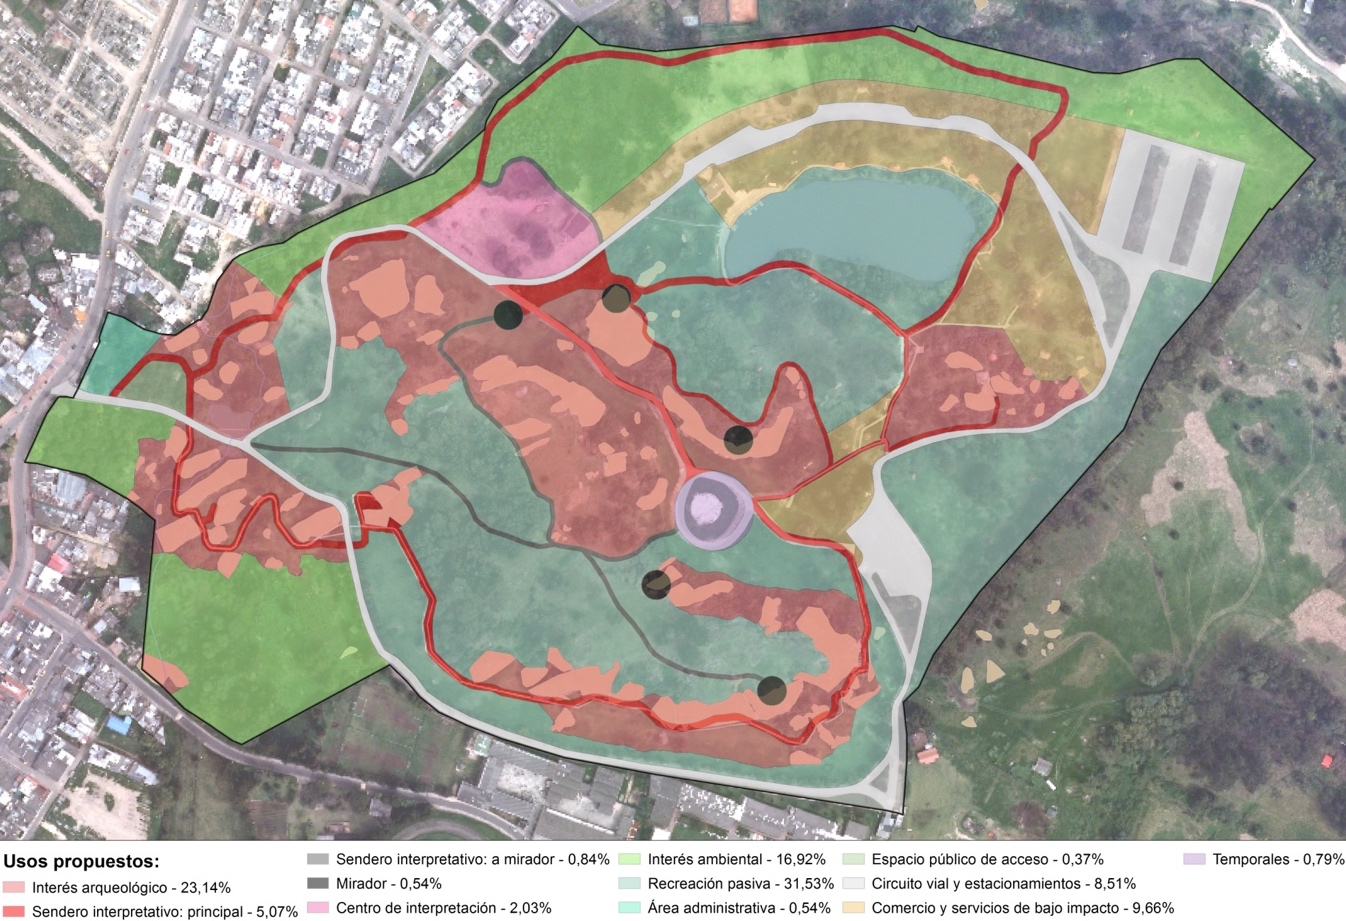 Usos propuestos:
Interés arqueológico - 23,14%
Sendero interpretativo: principal - 5,07%
Sendero interpretativo: a mirador - 0,84%
Mirador - 0,54%
Centro de interpretación - 2,03%
Interés ambiental - 16,92%
Recreación pasiva - 31,53%
Área administrativa - 0,54%
Espacio público de acceso - 0,37%
Circuito vial y estacionamientos - 8,51%
Comercio y servicios de bajo impacto - 9,66%
Temporales - 0,79%